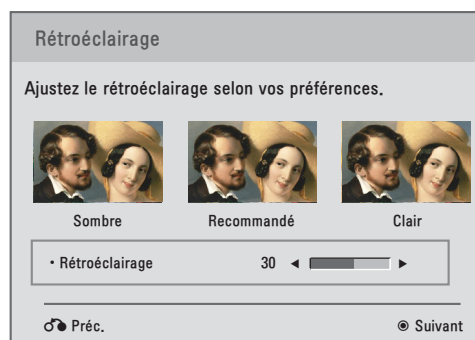 Rétroéclairage
Ajustez le rétroéclairage selon vos préférences.
Sombre Recommandé Clair
• Rétroéclairage 30 ◄ ►
Préc. ◉ Suivant